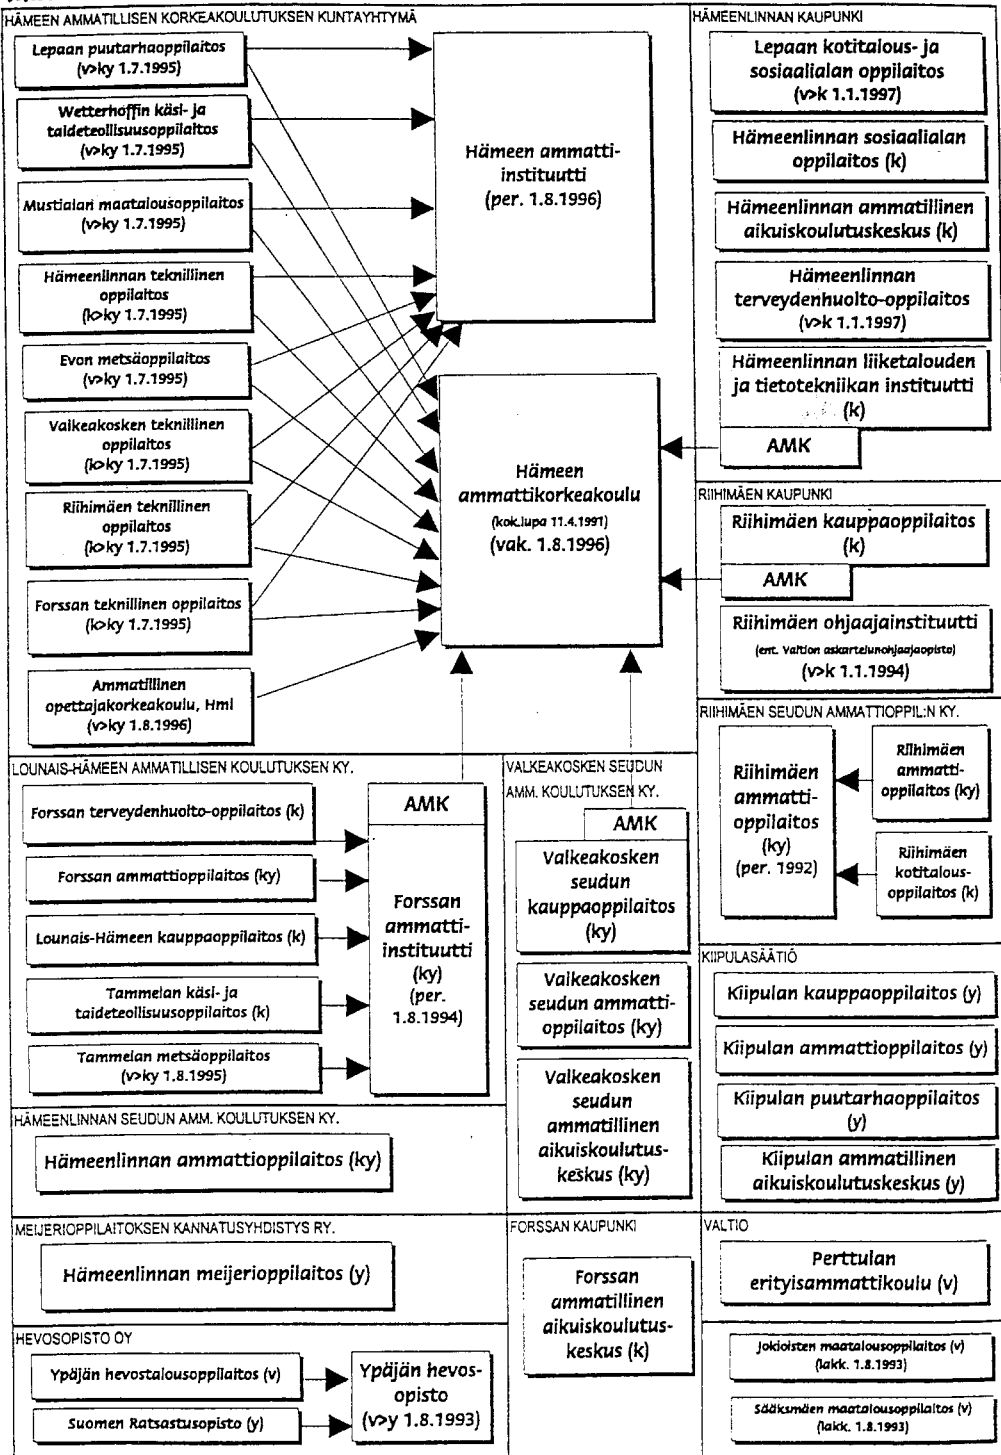 HÄMEEN AMMATILLISEN KORKEAKOULUTUKSEN KUNTAYHTYMÄ
Lepaan puutarhaoppilaitos
(v>ky 1.7.1995)
Wetterhoffin käsi- ja
taideteollisuusoppilaitos
(v>ky 1.7.1995)
Mustialan maatalousoppilaitos
(v>ky 1.7.1995)
Hämeenlinnan teknillinen
oppilaitos
(k>ky 1.7.1995)
Evon metsäoppilaitos
(v>ky 1.7.1995)
Valkeakosken teknillinen
oppilaitos
(k>ky 1.7.1995)
Riihimäen teknillinen
oppilaitos
(k>ky 1.7.1995)
Forssan teknillinen oppilaitos
(k>ky 1.7.1995)
Ammatillinen
opettajakorkeakoulu, Hml
(v>ky 1.8.1996)
Hämeen ammatti-
instituutti
(per. 1.8.1996)
Hämeen
ammattikorkeakoulu
(kok.lupa 11.4.1991)
(vak. 1.8.1996)
HÄMEENLINNAN KAUPUNKI
Lepaan kotitalous- ja
sosiaalialan oppilaitos
(v>k 1.1.1997)
Hämeenlinnan sosiaalialan
oppilaitos (k)
Hämeenlinnan ammatillinen
aikuiskoulutuskeskus (k)
Hämeenlinnan
terveydenhuolto-oppilaitos
(v>k 1.1.1997)
Hämeenlinnan liiketalouden
ja tietotekniikan instituutti
(k)
AMK
RIIHIMÄEN KAUPUNKI
Riihimäen kauppaoppilaitos
(k)
AMK
Riihimäen ohjaajainstituutti
(ent. Valtion askartelunohjaajaopisto)
(v>k 1.1.1994)
RIIHIMÄEN SEUDUN AMMATTIOPPIL:N KY.
Riihimäen
ammatti-
oppilaitos
(ky)
(per. 1992)
Riihimäen
ammatti-
oppilaitos (ky)
Riihimäen
kotitalous-
oppilaitos (k)
LOUNAIS-HÄMEEN AMMATILLISEN KOULUTUKSEN KY.
Forssan terveydenhuolto-oppilaitos (k)
Forssan ammattioppilaitos (ky)
Lounais-Hämeen kauppaoppilaitos (k)
Tammelan käsi- ja
taideteollisuusoppilaitos (k)
Tammelan metsäoppilaitos
(v>ky 1.8.1995)
AMK
Forssan
ammatti-
instituutti
(ky)
(per.
1.8.1994)
VALKEAKOSKEN SEUDUN
AMM. KOULUTUKSEN KY.
AMK
Valkeakosken
seudun
kauppaoppilaitos
(ky)
Valkeakosken
seudun ammatti-
oppilaitos (ky)
Valkeakosken
seudun
ammatillinen
aikuiskoulutus-
keskus (ky)
KIIPULASÄÄTIÖ
Kiipulan kauppaoppilaitos (y)
Kiipulan ammattioppilaitos (y)
Kiipulan puutarhaoppilaitos
(y)
Kiipulan ammatillinen
aikuiskoulutuskeskus (y)
HÄMEENLINNAN SEUDUN AMM. KOULUTUKSEN KY.
Hämeenlinnan ammattioppilaitos (ky)
MEIJERIOPPILAITOKSEN KANNATUSYHDISTYS RY.
Hämeenlinnan meijerioppilaitos (y)
FORSSAN KAUPUNKI
Forssan
ammatillinen
aikuiskoulutus-
keskus (k)
VALTIO
Perttulan
erityisammattikoulu (v)
HEVOSOPISTO OY
Ypäjän hevostalousoppilaitos (v)
Suomen Ratsastusopisto (y)
Ypäjän hevos-
opisto
(v>y 1.8.1993)
Jokioisten maatalousoppilaitos (v)
(lakk. 1.8.1993)
Sääksmäen maatalousoppilaitos (v)
(lakk. 1.8.1993)